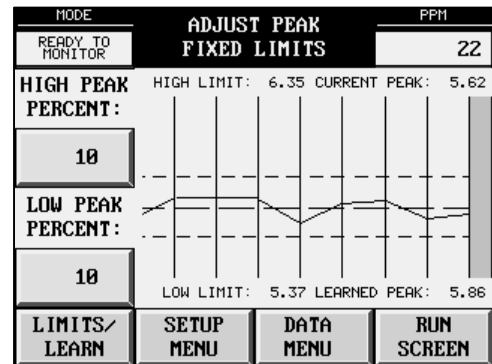 MODE
READY TO
MONITOR
ADJUST PEAK
FIXED LIMITS
PPM
22
HIGH PEAK
PERCENT:
10
HIGH LIMIT: 6.35 CURRENT PEAK: 5.62
LOW PEAK
PERCENT:
10
LOW LIMIT: 5.37 LEARNED PEAK: 5.86
LIMITS/
LEARN
SETUP
MENU
DATA
MENU
RUN
SCREEN